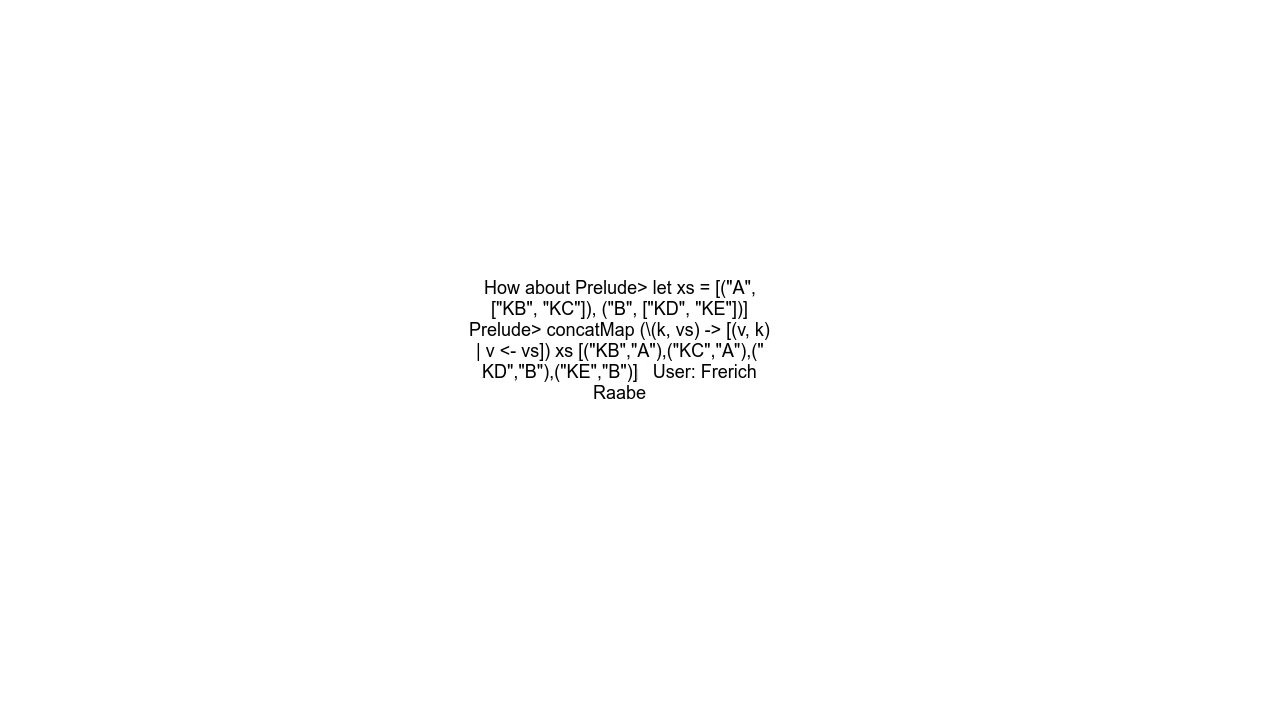 How about Prelude> let xs = [("A",
["KB", "KC"]), ("B", ["KD", "KE"])]
Prelude> concatMap (\(k, vs) -> [(v, k)
| v <- vs]) xs [("KB","A"),("KC","A"),("
KD","B"),("KE","B")]   User: Frerich
Raabe